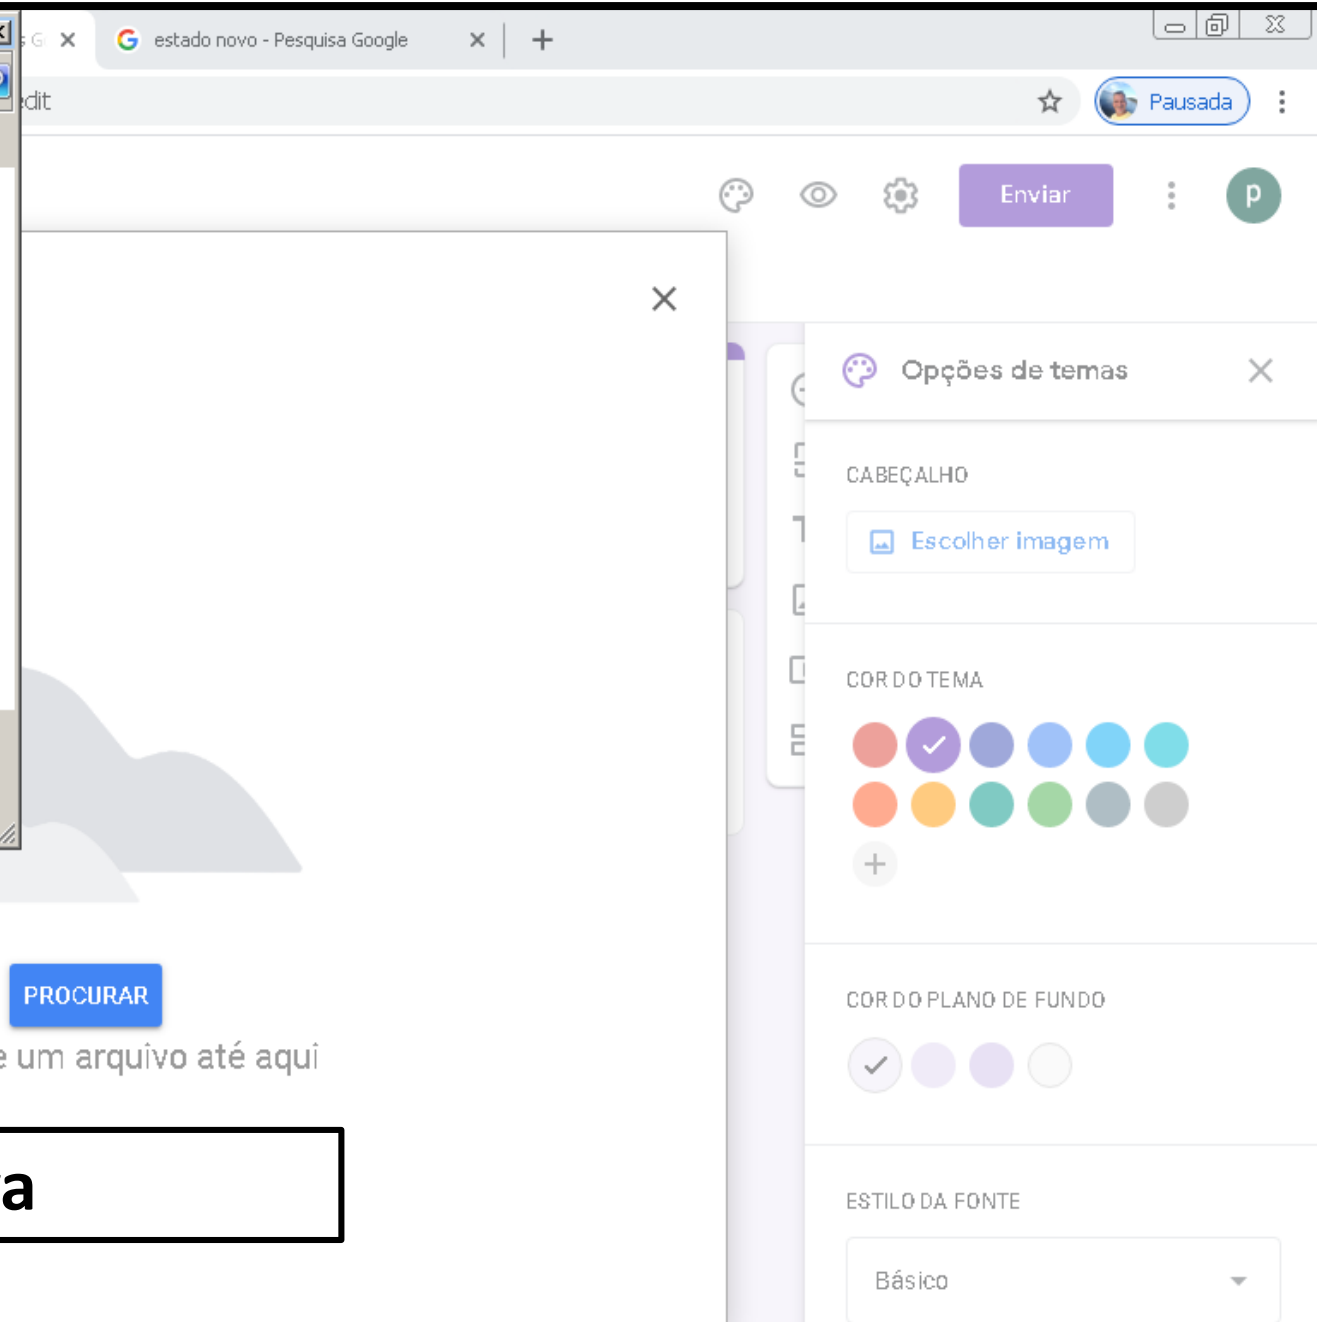 estado novo - Pesquisa Google
edit
Pausada
Enviar
p
Opções de temas
CABEÇALHO
Escolher imagem
COR DO TEMA
PROCURAR
COR DO PLANO DE FUNDO
e um arquivo até aqui
ESTILO DA FONTE
Básico